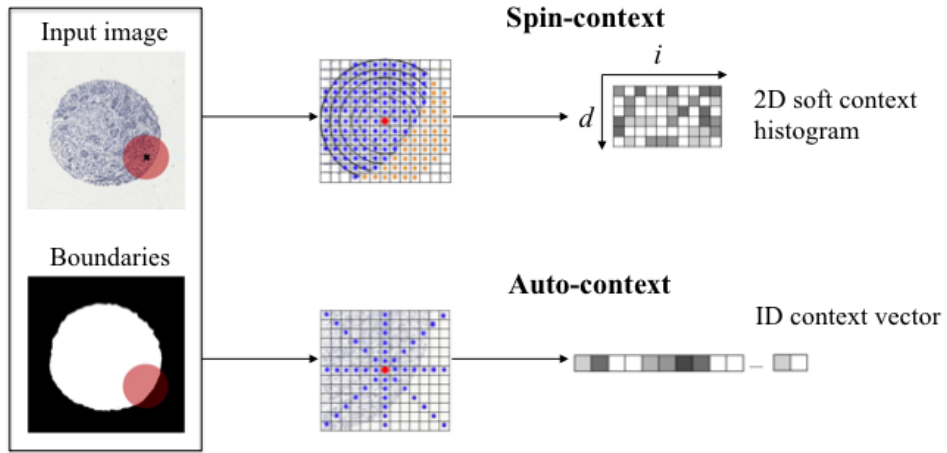 Input image
Boundaries
Spin-context
i
d
2D soft context
histogram
Auto-context
ID context vector